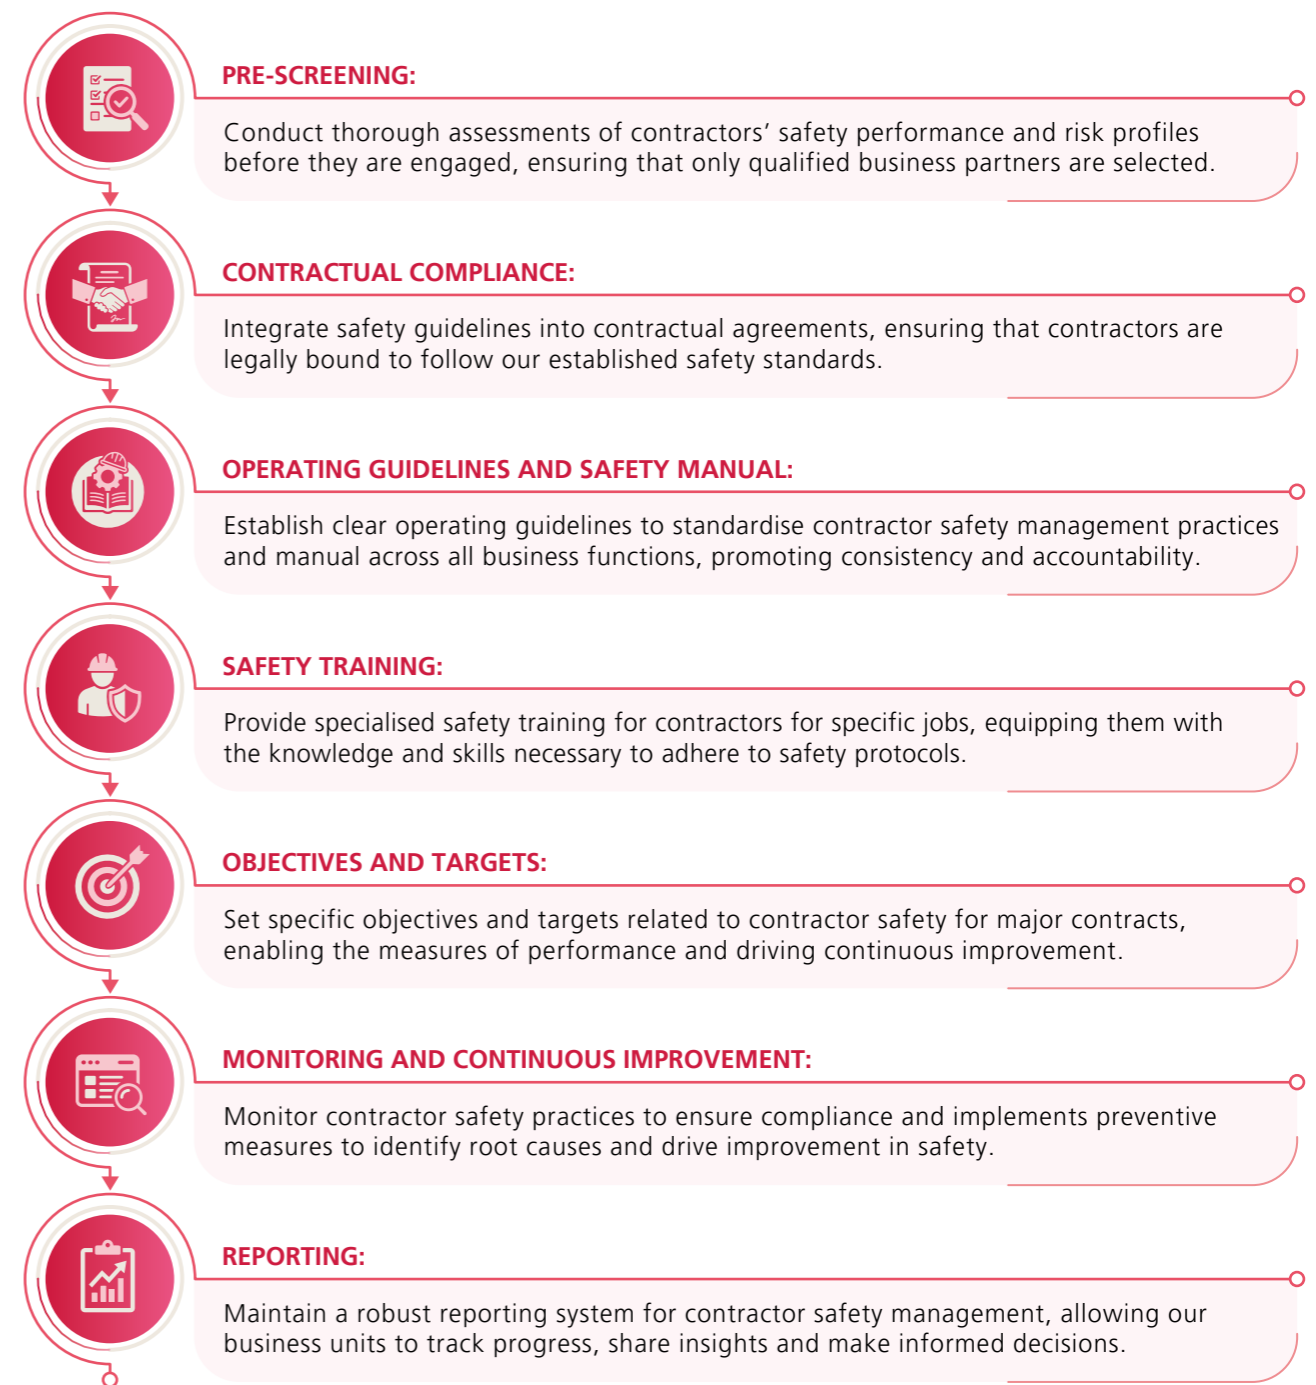 PRE-SCREENING:
Conduct thorough assessments of contractors’ safety performance and risk profiles
before they are engaged, ensuring that only qualified business partners are selected.
CONTRACTUAL COMPLIANCE:
Integrate safety guidelines into contractual agreements, ensuring that contractors are
legally bound to follow our established safety standards.
OPERATING GUIDELINES AND SAFETY MANUAL:
Establish clear operating guidelines to standardise contractor safety management practices
and manual across all business functions, promoting consistency and accountability.
SAFETY TRAINING:
Provide specialised safety training for contractors for specific jobs, equipping them with
the knowledge and skills necessary to adhere to safety protocols.
OBJECTIVES AND TARGETS:
Set specific objectives and targets related to contractor safety for major contracts,
enabling the measures of performance and driving continuous improvement.
MONITORING AND CONTINUOUS IMPROVEMENT:
Monitor contractor safety practices to ensure compliance and implements preventive
measures to identify root causes and drive improvement in safety.
REPORTING:
Maintain a robust reporting system for contractor safety management, allowing our
business units to track progress, share insights and make informed decisions.